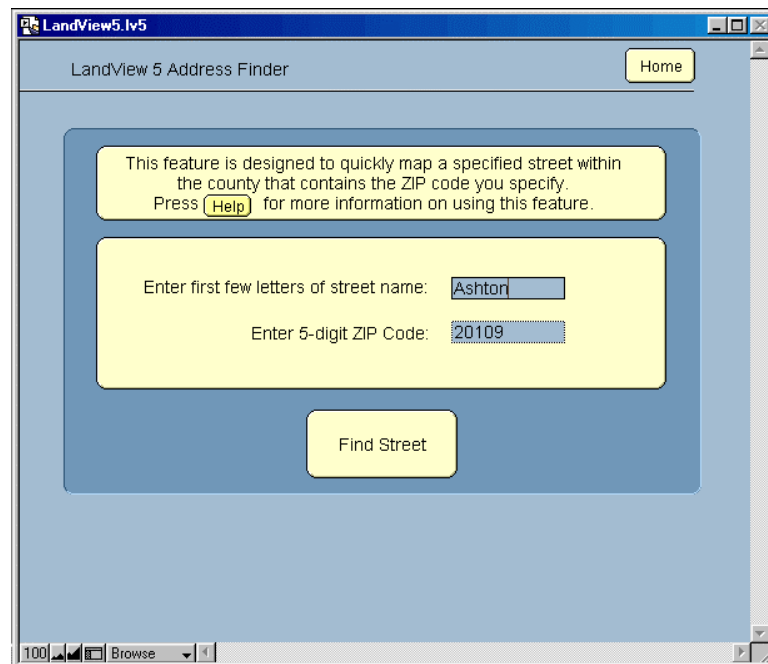 LandView5.lv5
LandView 5 Address Finder
Home
This feature is designed to quickly map a specified street within
the county that contains the ZIP code you specify.
Press Help for more information on using this feature.
Enter first few letters of street name: Ashton
Enter 5-digit ZIP Code: 20109
Find Street
100 Browse